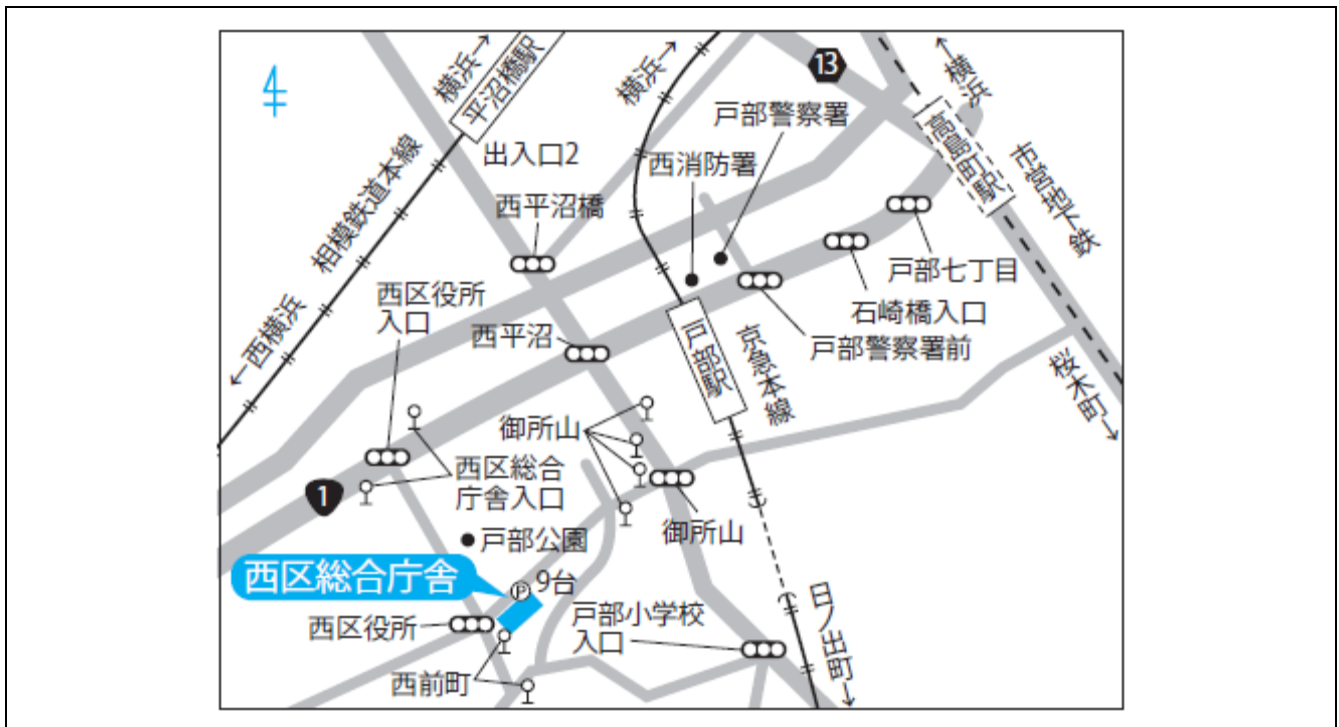 横浜→
平沼橋駅
横浜→
13
←横浜
戸部警察署
高島町駅
市営地下鉄
出入口2
西消防署
相模鉄道本線
西平沼橋
戸部七丁目
西区役所
入口
石崎橋入口
←西横浜
西平沼
戸部駅
京急本線
戸部警察署前
桜木町→
御所山
西区総合
庁舎入口
1
御所山
戸部公園
西区総合庁舎
P
9台
戸部小学校
入口
日ノ出町→
西区役所
西前町